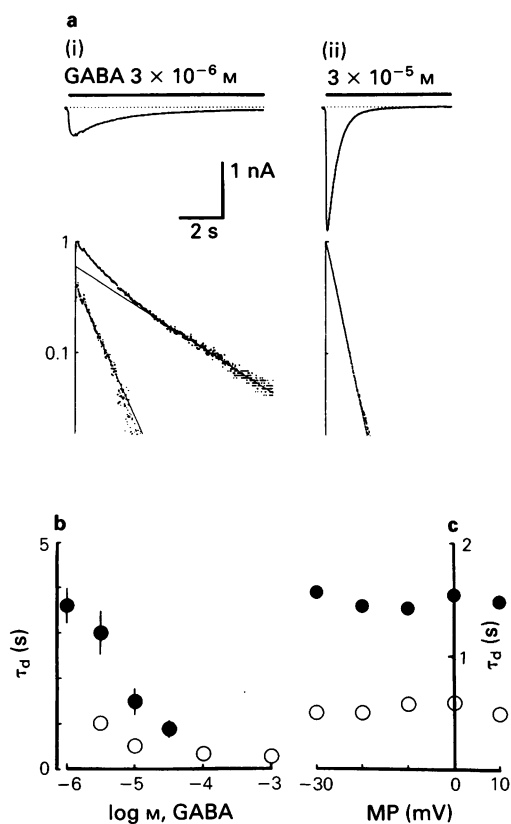 a
(i)
GABA 3 × 10⁻⁶ M
(ii)
3 × 10⁻⁵ M
1 nA
2 s
1
0.1
b
5
τd (s)
0
−6
−5
−4
−3
log M, GABA
c
2
τd (s)
1
−30
0
10
MP (mV)